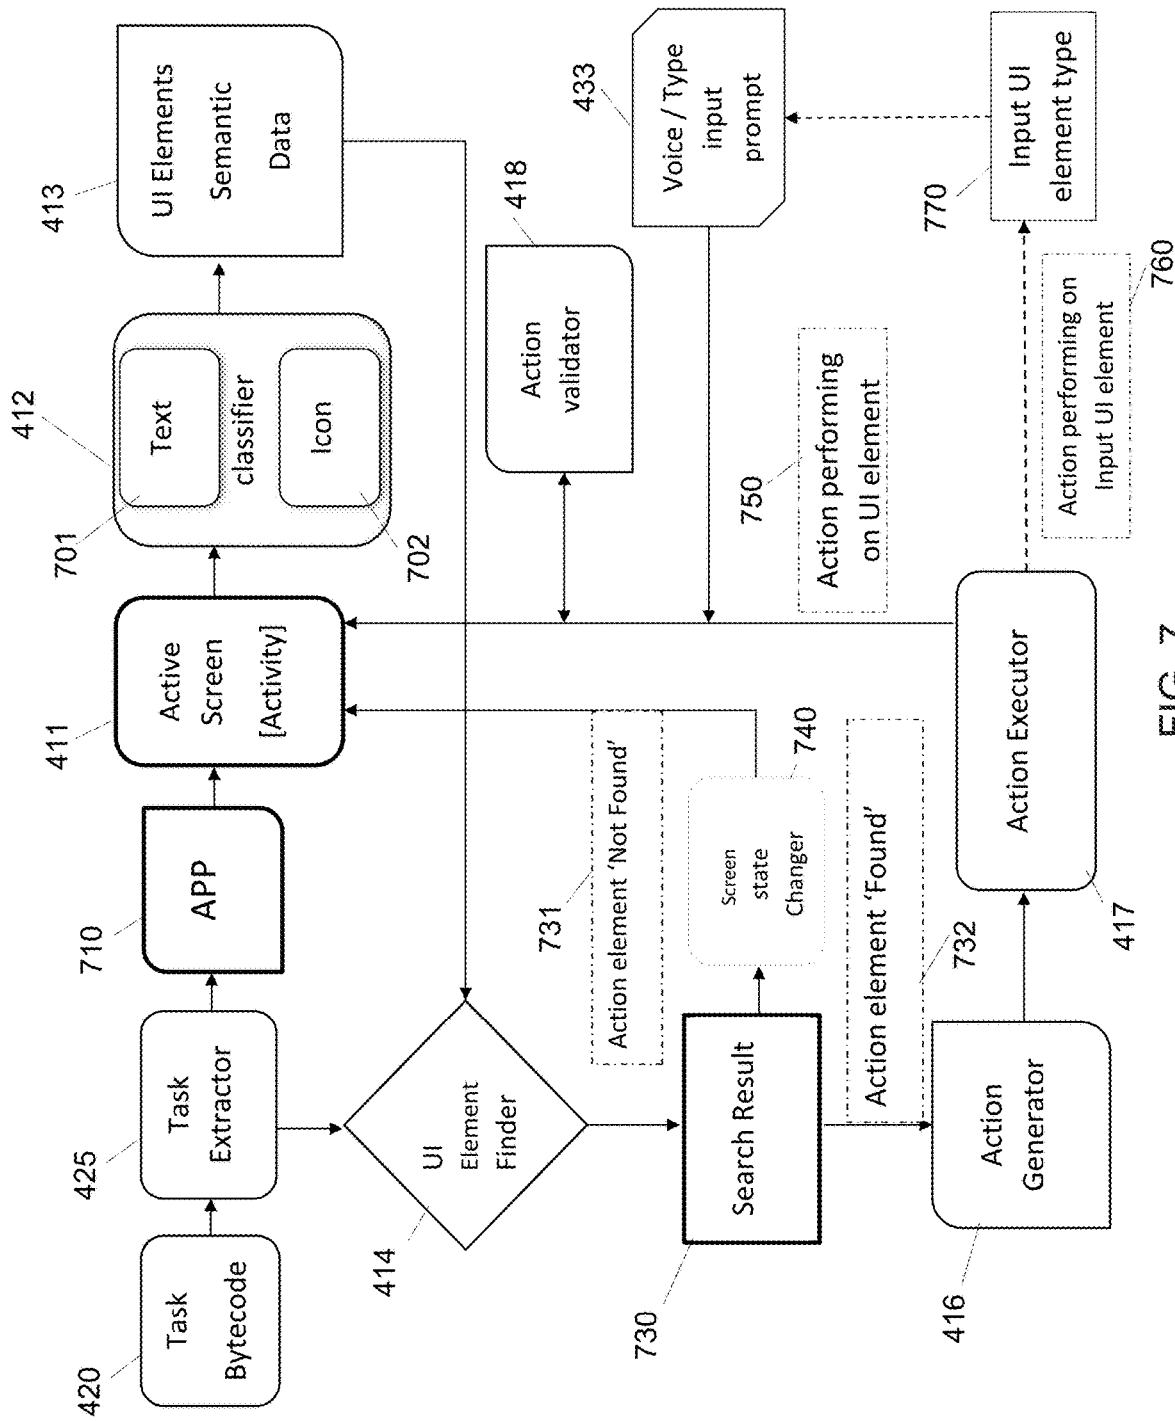 420
Task
Bytecode
425
Task
Extractor
710
APP
411
Active
Screen
[Activity]
412
701
Text
classifier
Icon
702
413
UI Elements
Semantic
Data
414
UI
Element
Finder
731
Action element ‘Not Found’
418
Action
validator
433
Voice / Type
input
prompt
730
Search Result
Screen
state
Changer
740
750
Action performing
on UI element
Action element ‘Found’
732
416
Action
Generator
Action Executor
417
770
Input UI
element type
Action performing on
Input UI element
760
FIG. 7